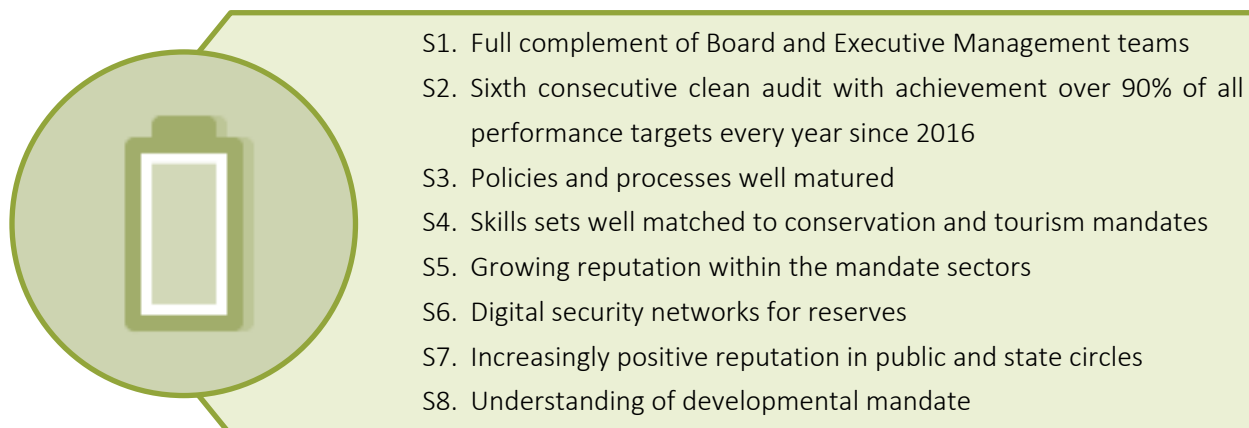 S1. Full complement of Board and Executive Management teams
S2. Sixth consecutive clean audit with achievement over 90% of all
performance targets every year since 2016
S3. Policies and processes well matured
S4. Skills sets well matched to conservation and tourism mandates
S5. Growing reputation within the mandate sectors
S6. Digital security networks for reserves
S7. Increasingly positive reputation in public and state circles
S8. Understanding of developmental mandate